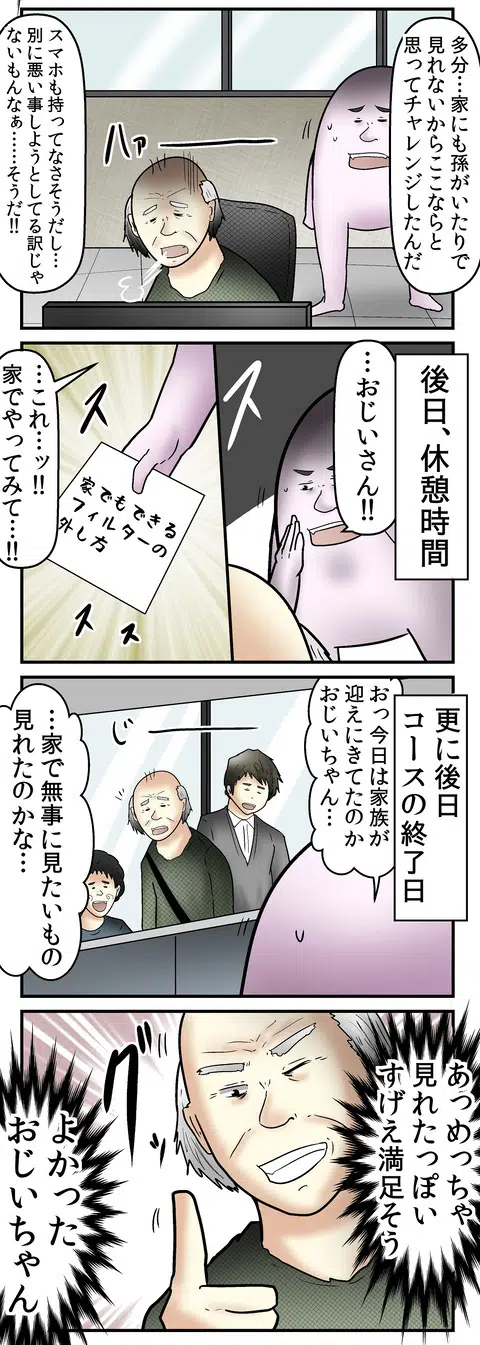 多分…家にも孫がいたりで
見れないからここならと
思ってチャレンジしたんだ
ハァー
スマホも持ってなさそうだし…
別に悪い事しようとしてる訳じゃ
ないもんなぁ……そうだ!!
後日、休憩時間
…おじいさん!!
スッ
スス
家でもできる
フィルターの
外し方
…これ…ッ!!
家でやってみて…!!
更に後日
コースの終了日
おっ今日は家族が
迎えにきてたのか
おじいちゃん…
じー
…家で無事に見たいもの
見れたのかな…
あっめっちゃ
見れたっぽい
すげえ満足そう
グッ
よかった
おじいちゃん